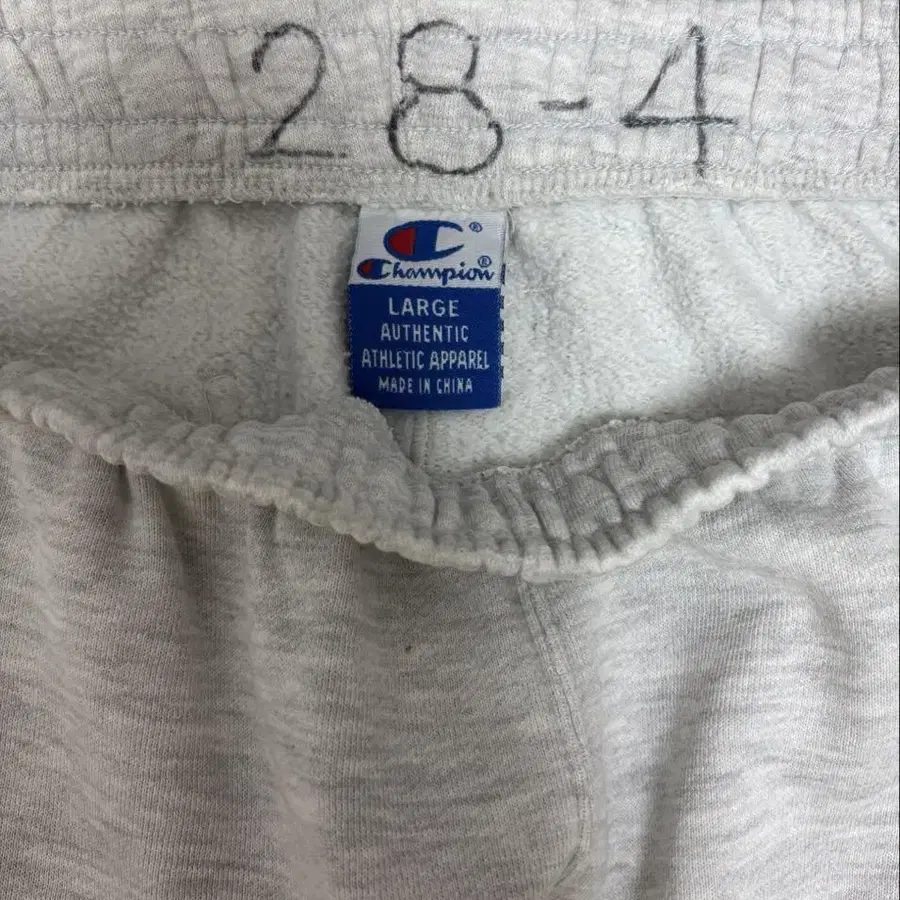 28-4
Champion
LARGE
AUTHENTIC
ATHLETIC APPAREL
MADE IN CHINA